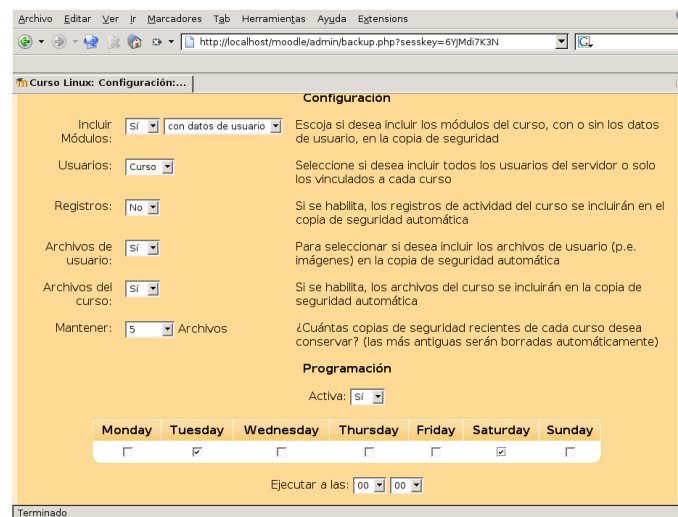 Archivo Editar Ver Ir Marcadores Tab Herramientas Ayuda Extensions
http://localhost/moodle/admin/backup.php?sesskey=6YJMdi7K3N
Curso Linux: Configuración:...
Configuración
Incluir Módulos: Sí con datos de usuario Escoja si desea incluir los módulos del curso, con o sin los datos
de usuario, en la copia de seguridad
Usuarios: Curso Seleccione si desea incluir todos los usuarios del servidor o solo
los vinculados a cada curso
Registros: No Si se habilita, los registros de actividad del curso se incluirán en el
copia de seguridad automática
Archivos de usuario: Sí Para seleccionar si desea incluir los archivos de usuario (p.e.
imágenes) en la copia de seguridad automática
Archivos del curso: Sí Si se habilita, los archivos del curso se incluirán en la copia de
seguridad automática
Mantener: 5 Archivos ¿Cuántas copias de seguridad recientes de cada curso desea
conservar? (las más antiguas serán borradas automáticamente)
Programación
Activa: Sí
Monday Tuesday Wednesday Thursday Friday Saturday Sunday
Ejecutar a las: 00 00
Terminado